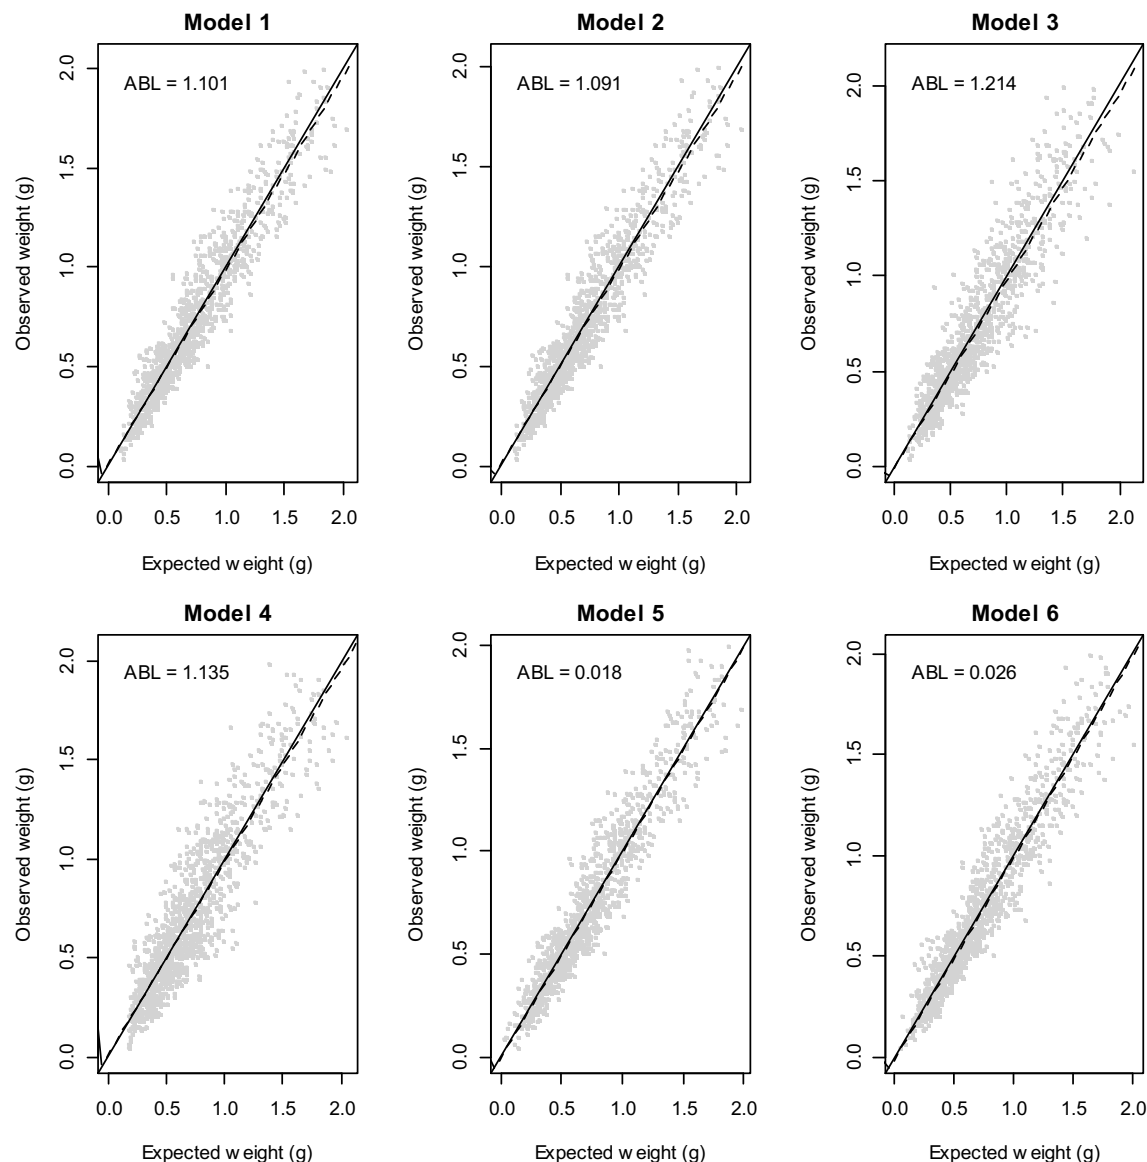 Model 1
Model 2
Model 3
ABL = 1.101
ABL = 1.091
ABL = 1.214
Observed weight (g)
2.0
1.5
1.0
0.5
0.0
Observed weight (g)
2.0
1.5
1.0
0.5
0.0
Observed weight (g)
2.0
1.5
1.0
0.5
0.0
0.0 0.5 1.0 1.5 2.0
0.0 0.5 1.0 1.5 2.0
0.0 0.5 1.0 1.5 2.0
Expected weight (g)
Expected weight (g)
Expected weight (g)
Model 4
Model 5
Model 6
ABL = 1.135
ABL = 0.018
ABL = 0.026
Observed weight (g)
2.0
1.5
1.0
0.5
0.0
Observed weight (g)
2.0
1.5
1.0
0.5
0.0
Observed weight (g)
2.0
1.5
1.0
0.5
0.0
0.0 0.5 1.0 1.5 2.0
0.0 0.5 1.0 1.5 2.0
0.0 0.5 1.0 1.5 2.0
Expected weight (g)
Expected weight (g)
Expected weight (g)